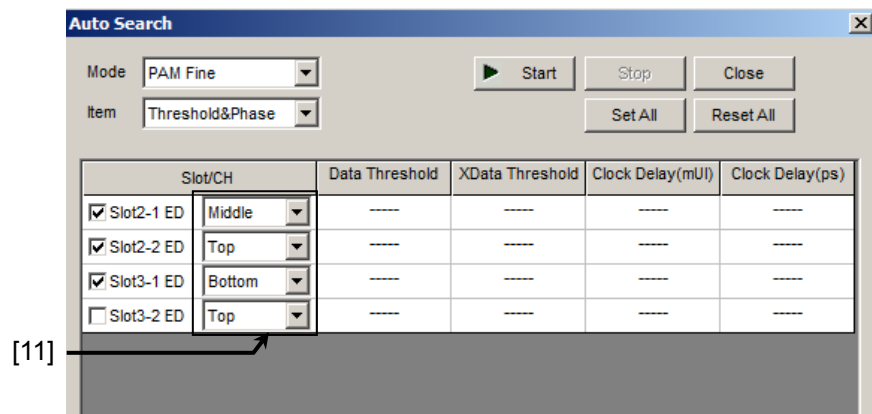 Auto Search
Mode PAM Fine Start Stop Close
Item Threshold&Phase Set All Reset All
Slot/CH Data Threshold XData Threshold Clock Delay(mUI) Clock Delay(ps)
Slot2-1 ED Middle ----- ----- ----- -----
Slot2-2 ED Top ----- ----- ----- -----
Slot3-1 ED Bottom ----- ----- ----- -----
Slot3-2 ED Top ----- ----- ----- -----
[11]